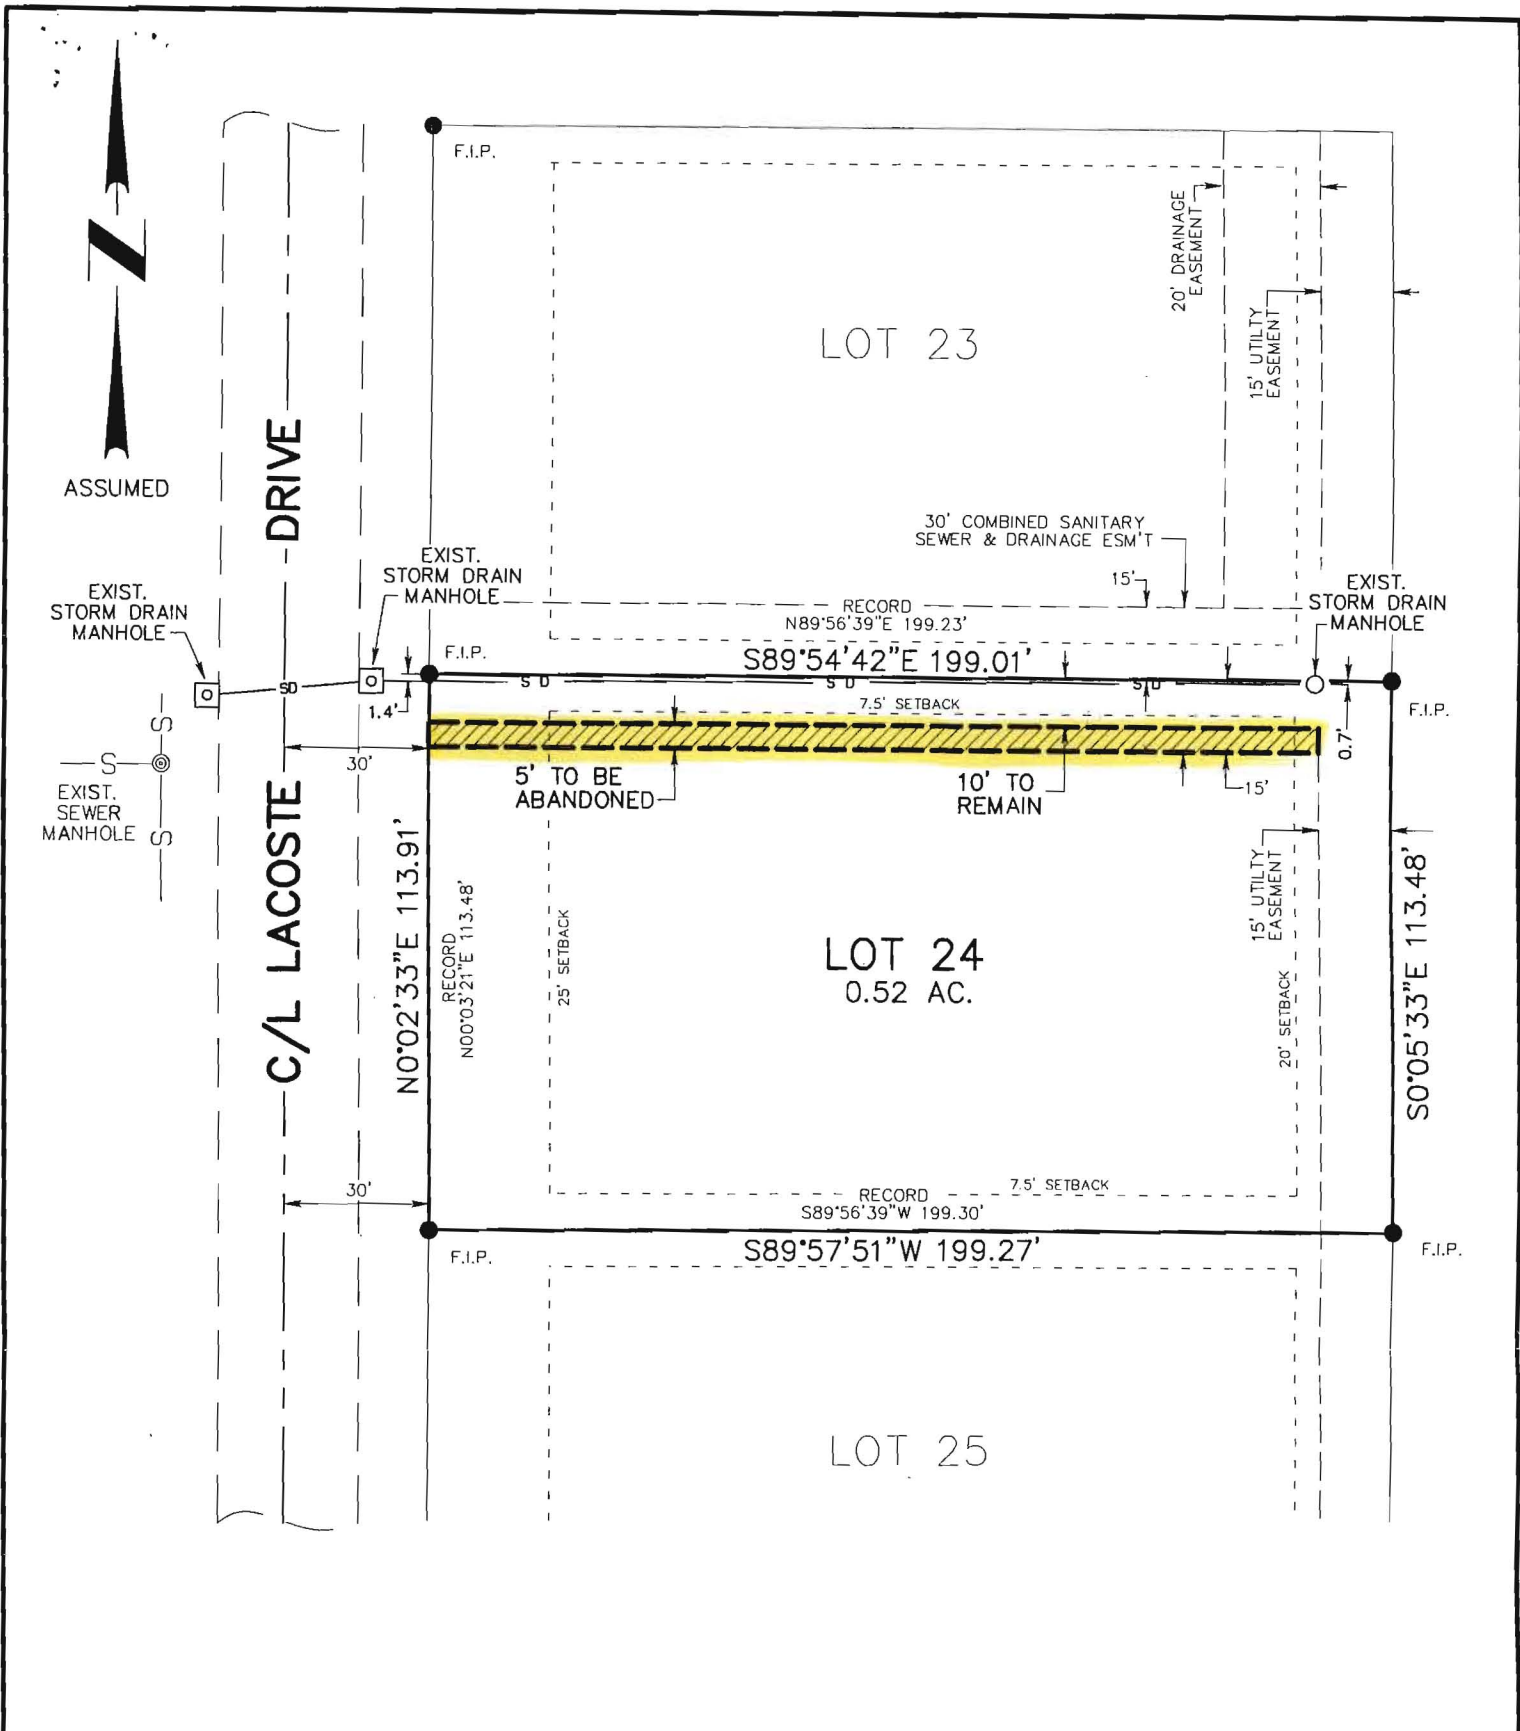 F.I.P.
20' DRAINAGE
EASEMENT
15' UTILITY
EASEMENT
LOT 23
N
ASSUMED
30' COMBINED SANITARY
SEWER & DRAINAGE ESM'T
15'
EXIST.
STORM DRAIN
MANHOLE
EXIST.
STORM DRAIN
MANHOLE
EXIST.
STORM DRAIN
MANHOLE
RECORD
N89°56'39"E 199.23'
F.I.P.
S89°54'42"E 199.01'
SD
SD
SD
SD
1.4'
7.5' SETBACK
F.I.P.
0.7'
S
S
EXIST.
SEWER
MANHOLE
S
30'
5' TO BE
ABANDONED
10' TO
REMAIN
15'
C/L LACOSTE DRIVE
N0°02'33"E 113.91'
RECORD
N00°03'21"E 113.48'
25' SETBACK
LOT 24
0.52 AC.
15' UTILTY
EASEMENT
20' SETBACK
S0°05'33"E 113.48'
30'
7.5' SETBACK
RECORD
S89°56'39"W 199.30'
S89°57'51"W 199.27'
F.I.P.
F.I.P.
LOT 25